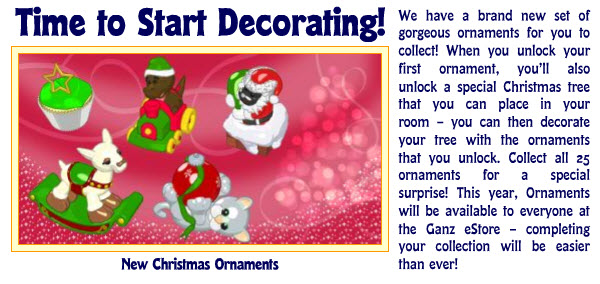 Time to Start Decorating!
New Christmas Ornaments
We have a brand new set of
gorgeous ornaments for you to
collect! When you unlock your
first ornament, you'll also
unlock a special Christmas tree
that you can place in your
room – you can then decorate
your tree with the ornaments
that you unlock. Collect all 25
ornaments for a special
surprise! This year, Ornaments
will be available to everyone at
the Ganz eStore – completing
your collection will be easier
than ever!